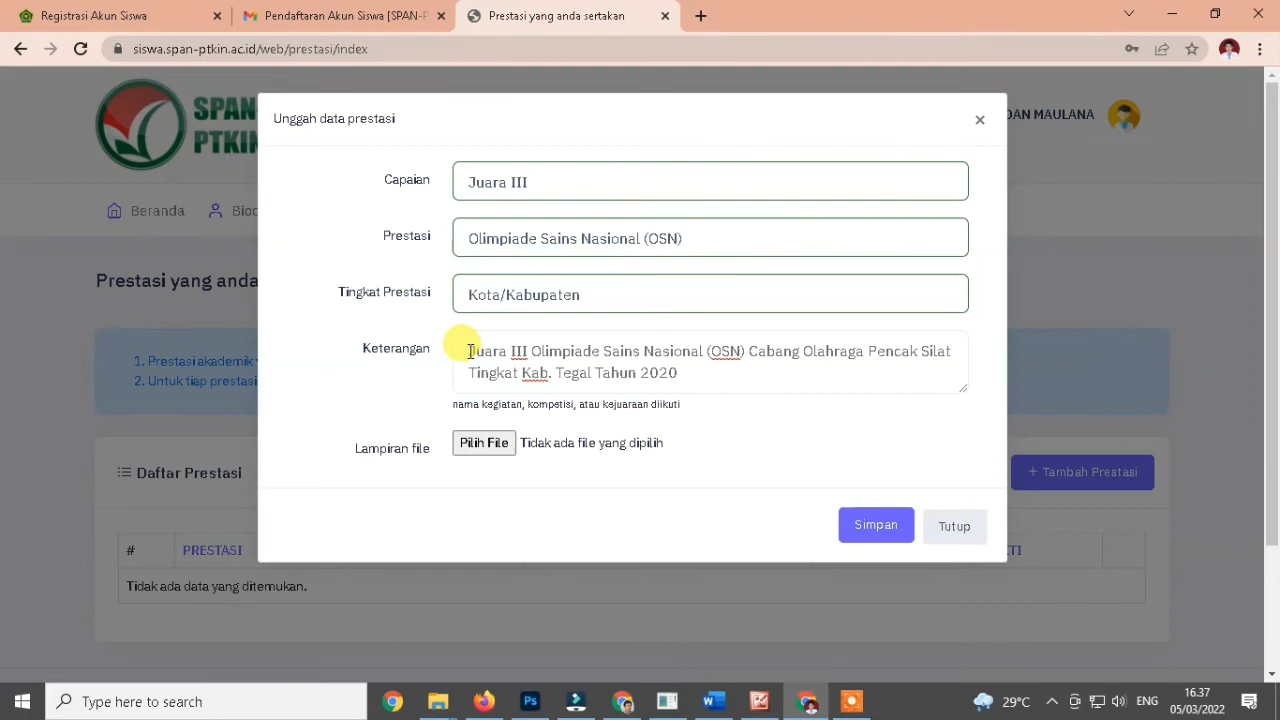 Registrasi Akun Siswa
Pendaftaran Akun Siswa [SPAN-P
Prestasi yang anda sertakan
siswa.span-ptkin.ac.id/web/prestasi/index
SPAN
PTKIN
DAN MAULANA
Beranda
Biod
Prestasi yang anda
1. Prestasi akademik
2. Untuk tiap prestasi
Unggah data prestasi
Capaian
Juara III
Prestasi
Olimpiade Sains Nasional (OSN)
Tingkat Prestasi
Kota/Kabupaten
Keterangan
Juara III Olimpiade Sains Nasional (OSN) Cabang Olahraga Pencak Silat
Tingkat Kab. Tegal Tahun 2020
nama kegiatan, kompetisi, atau kejuaraan diikuti
Lampiran file
Pilih File Tidak ada file yang dipilih
Simpan
Tutup
Daftar Prestasi
+ Tambah Prestasi
# PRESTASI
TI
Tidak ada data yang ditemukan.
Type here to search
29°C
ENG
16.37
05/03/2022